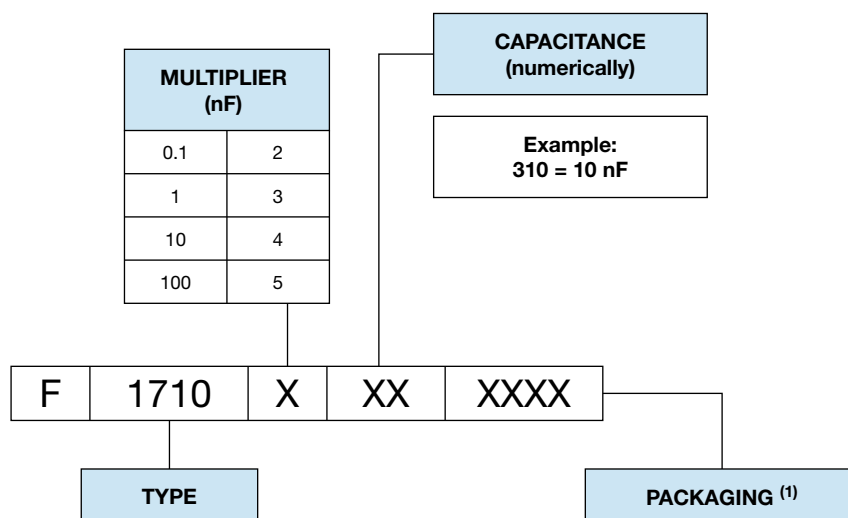 CAPACITANCE
(numerically)
MULTIPLIER
(nF)
Example:
310 = 10 nF
0.1 2
1 3
10 4
100 5
F 1710 X XX XXXX
TYPE
PACKAGING (1)